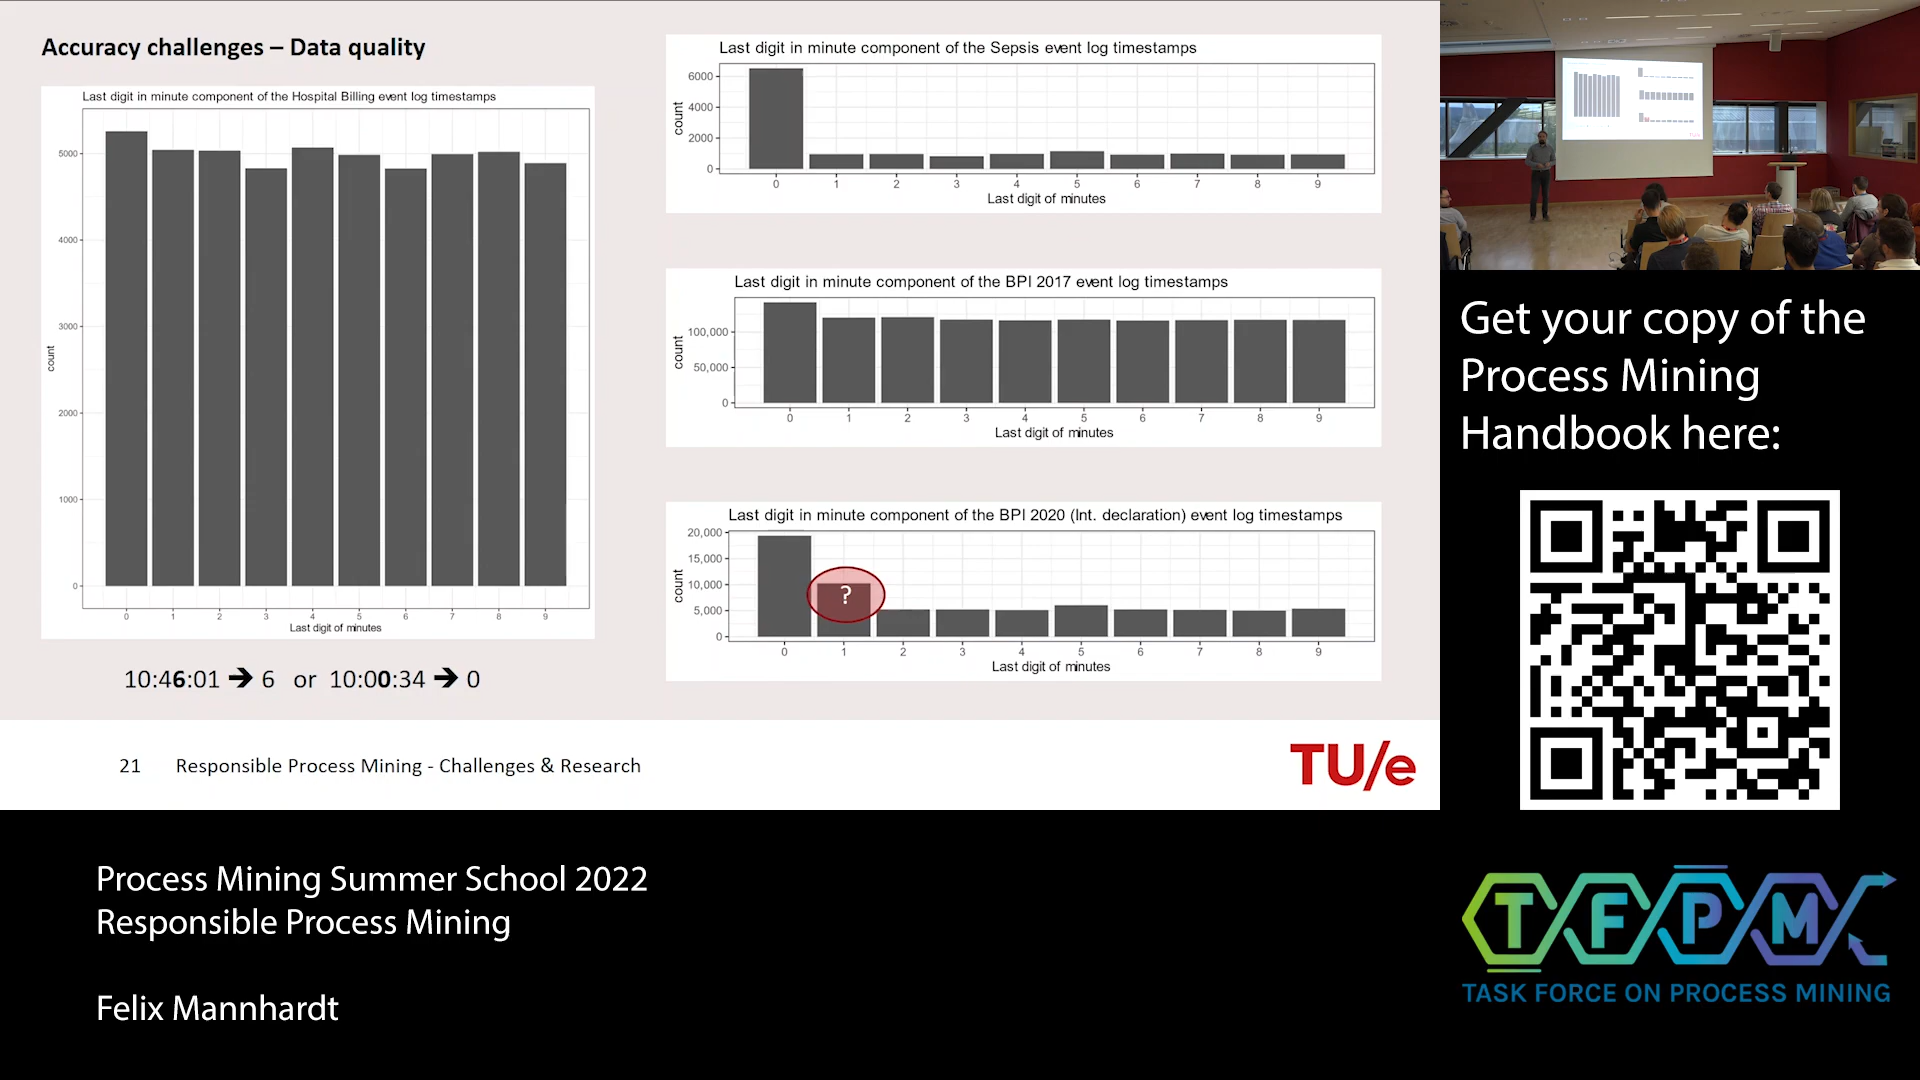 Accuracy challenges – Data quality
Last digit in minute component of the Hospital Billing event log timestamps
5000
4000
3000
2000
1000
0
count
0 1 2 3 4 5 6 7 8 9
Last digit of minutes
10:46:01 → 6 or 10:00:34 → 0
Last digit in minute component of the Sepsis event log timestamps
6000
4000
2000
0
count
0 1 2 3 4 5 6 7 8 9
Last digit of minutes
Last digit in minute component of the BPI 2017 event log timestamps
100,000
50,000
0
count
0 1 2 3 4 5 6 7 8 9
Last digit of minutes
Last digit in minute component of the BPI 2020 (Int. declaration) event log timestamps
20,000
15,000
10,000
5,000
0
count
?
0 1 2 3 4 5 6 7 8 9
Last digit of minutes
21 Responsible Process Mining - Challenges & Research
TU/e
Get your copy of the
Process Mining
Handbook here:
Process Mining Summer School 2022
Responsible Process Mining
Felix Mannhardt
TFPM
TASK FORCE ON PROCESS MINING